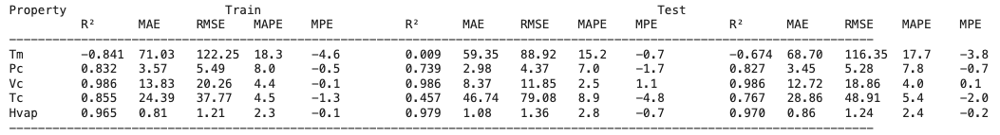 Property Train Test
R² MAE RMSE MAPE MPE R² MAE RMSE MAPE MPE R² MAE RMSE MAPE MPE
Tm −0.841 71.03 122.25 18.3 −4.6 0.009 59.35 88.92 15.2 −0.7 −0.674 68.70 116.35 17.7 −3.8
Pc 0.832 3.57 5.49 8.0 −0.5 0.739 2.98 4.37 7.0 −1.7 0.827 3.45 5.28 7.8 −0.7
Vc 0.986 13.83 20.26 4.4 −0.1 0.986 8.37 11.85 2.5 1.1 0.986 12.72 18.86 4.0 0.1
Tc 0.855 24.39 37.77 4.5 −1.3 0.457 46.74 79.08 8.9 −4.8 0.767 28.86 48.91 5.4 −2.0
Hvap 0.965 0.81 1.21 2.3 −0.1 0.979 1.08 1.36 2.8 −0.7 0.970 0.86 1.24 2.4 −0.2